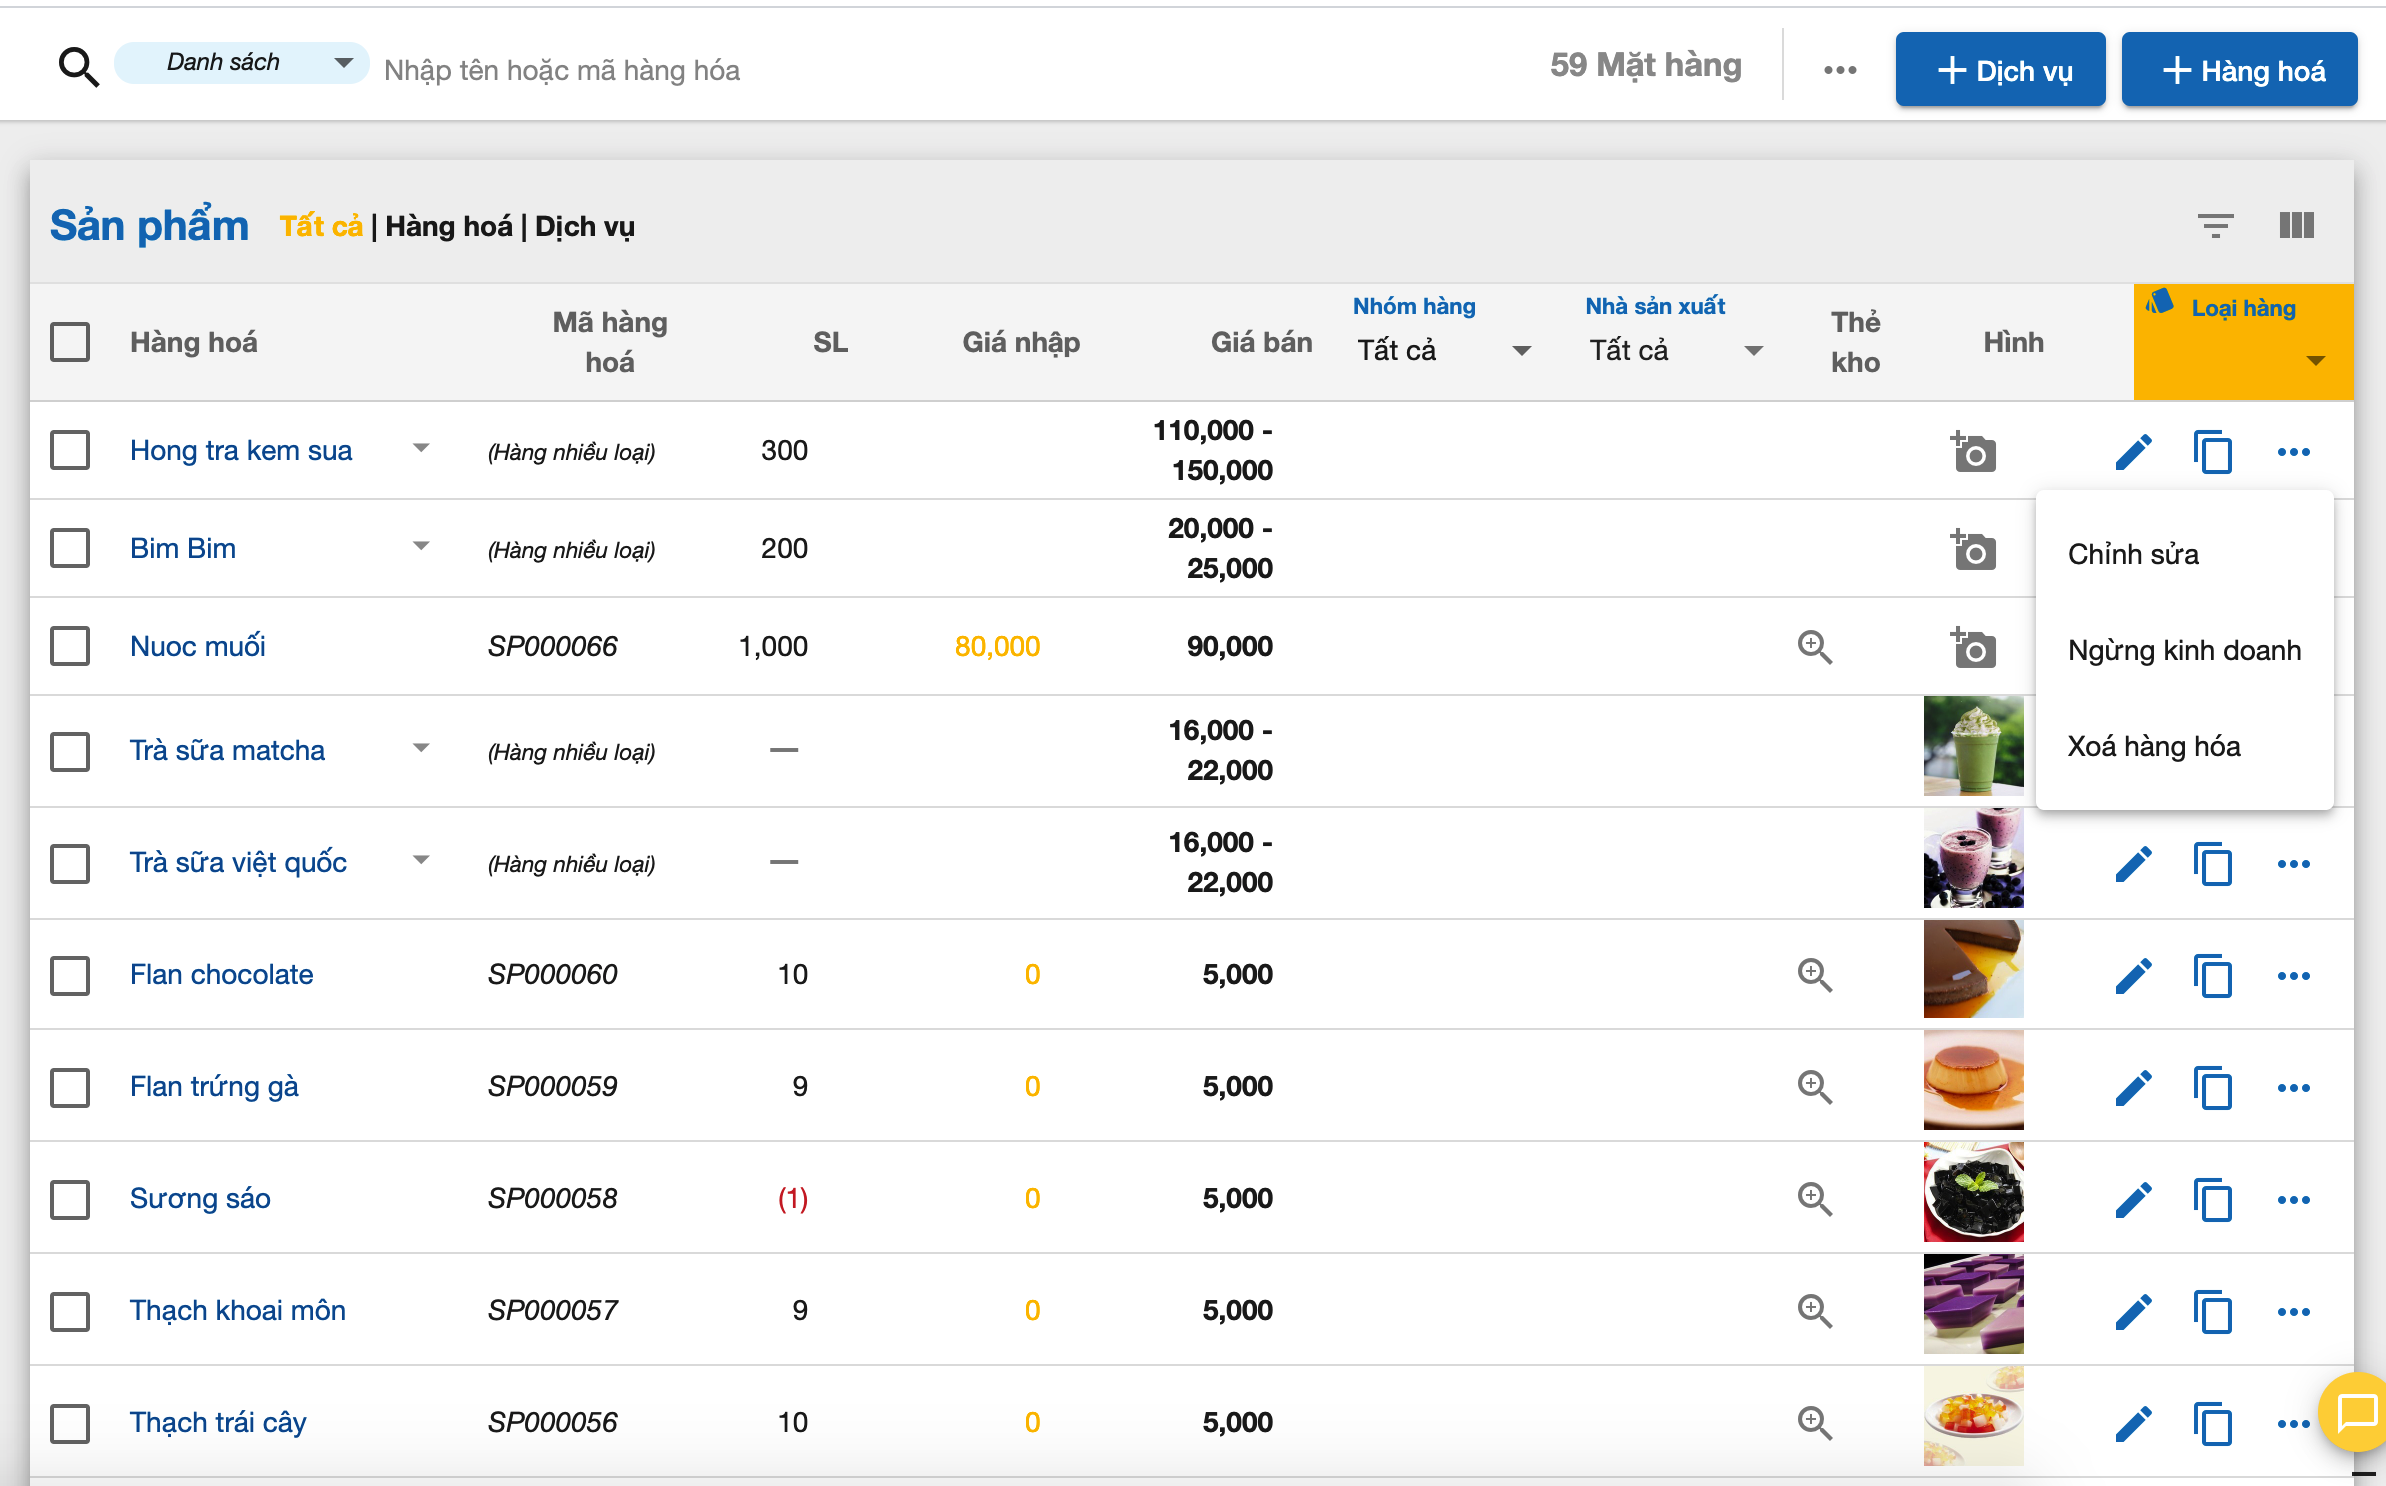 Danh sách
Nhập tên hoặc mã hàng hóa
59 Mặt hàng
Dịch vụ
Hàng hoá
Sản phẩm
Tất cả | Hàng hoá | Dịch vụ
Hàng hoá
Mã hàng
hoá
SL
Giá nhập
Giá bán
Nhóm hàng
Tất cả
Nhà sản xuất
Tất cả
Thẻ
kho
Hình
Loại hàng
Hong tra kem sua (Hàng nhiều loại) 300 110,000 -
150,000
Bim Bim (Hàng nhiều loại) 200 20,000 -
25,000
Nuoc muối SP000066 1,000 80,000 90,000
Trà sữa matcha (Hàng nhiều loại) — 16,000 -
22,000
Chỉnh sửa
Ngừng kinh doanh
Xoá hàng hóa
Trà sữa việt quốc (Hàng nhiều loại) — 16,000 -
22,000
Flan chocolate SP000060 10 0 5,000
Flan trứng gà SP000059 9 0 5,000
Sương sáo SP000058 (1) 0 5,000
Thạch khoai môn SP000057 9 0 5,000
Thạch trái cây SP000056 10 0 5,000